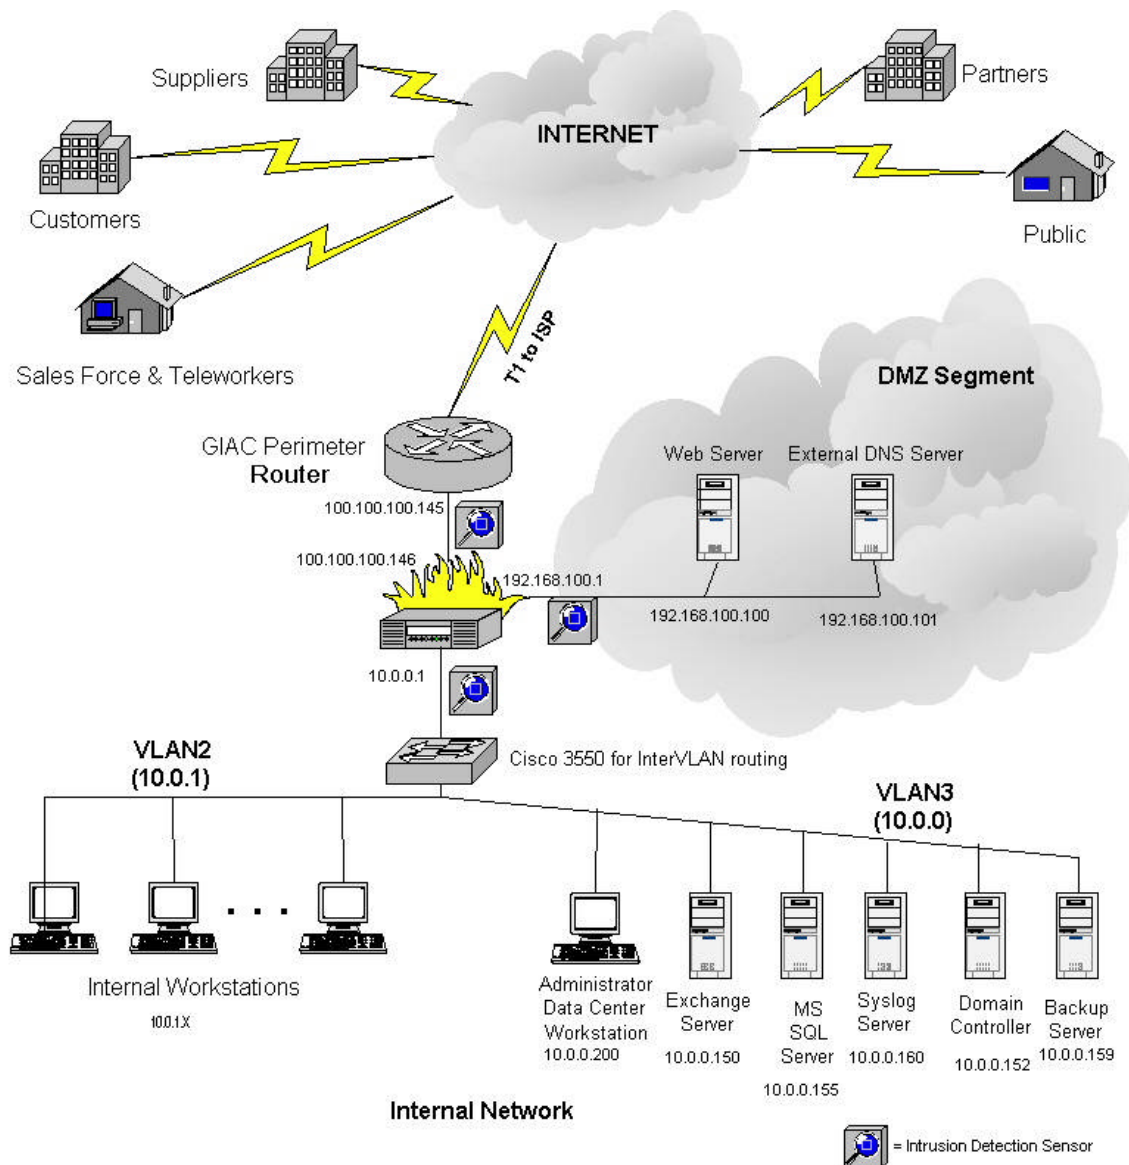 Suppliers
Partners
INTERNET
Customers
Public
Sales Force & Teleworkers
T1 to ISP
DMZ Segment
GIAC Perimeter
Router
Web Server
External DNS Server
100.100.100.145
100.100.100.146
192.168.100.1
192.168.100.100
192.168.100.101
10.0.0.1
Cisco 3550 for InterVLAN routing
VLAN2
(10.0.1)
VLAN3
(10.0.0)
. . .
Internal Workstations
10.0.1.X
Administrator
Data Center
Workstation
10.0.0.200
Exchange
Server
10.0.0.150
MS
SQL
Server
10.0.0.155
Syslog
Server
10.0.0.160
Domain
Controller
10.0.0.152
Backup
Server
10.0.0.159
Internal Network
= Intrusion Detection Sensor